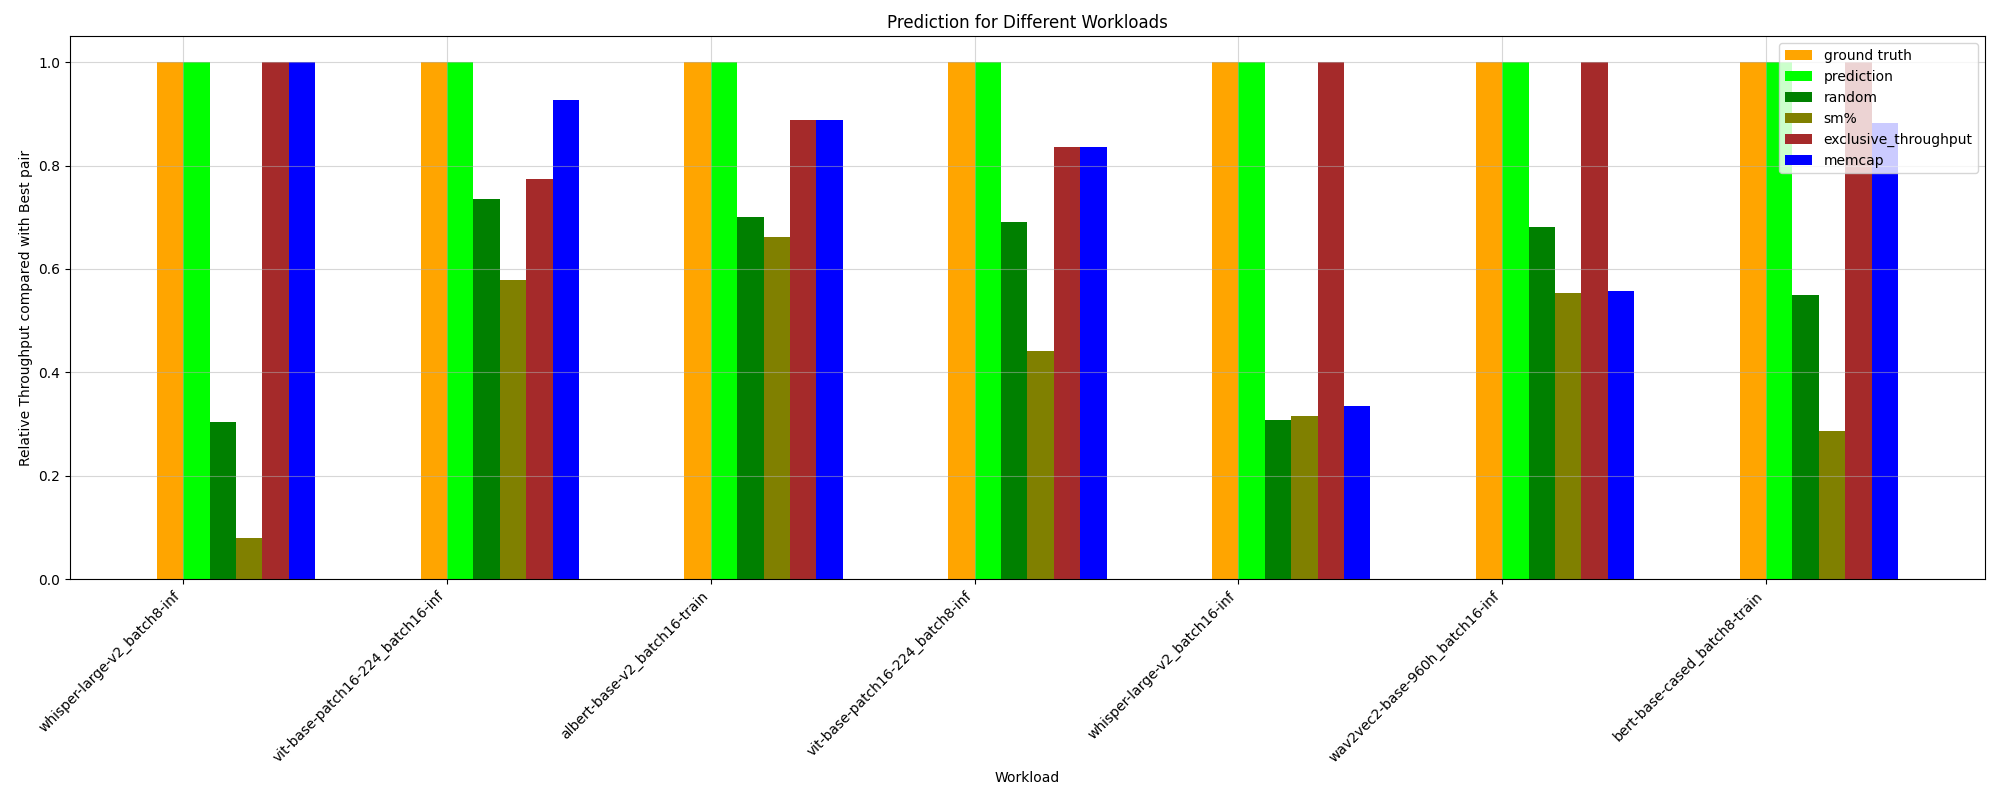 Prediction for Different Workloads
Relative Throughput compared with Best pair
1.0
0.8
0.6
0.4
0.2
0.0
ground truth
prediction
random
sm%
exclusive_throughput
memcap
whisper-large-v2_batch8-inf
vit-base-patch16-224_batch16-inf
albert-base-v2_batch16-train
vit-base-patch16-224_batch8-inf
whisper-large-v2_batch16-inf
wav2vec2-base-960h_batch16-inf
bert-base-cased_batch8-train
Workload